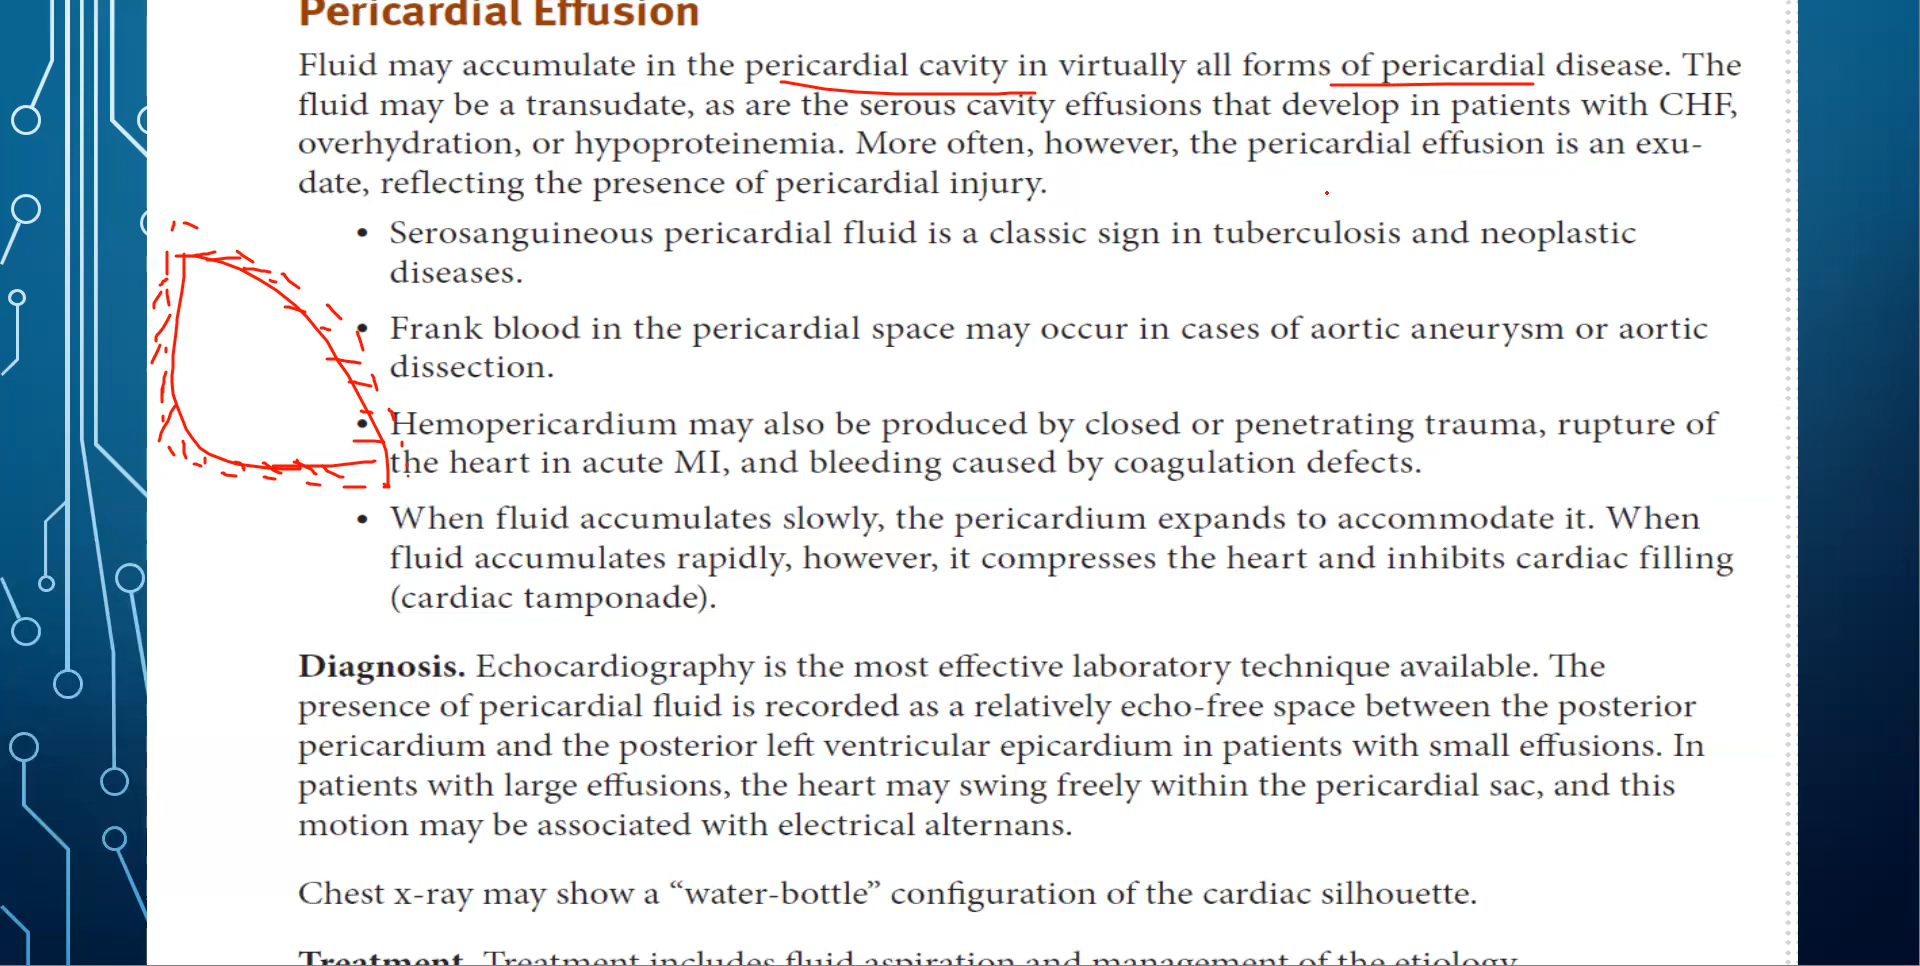 Pericardial Effusion
Fluid may accumulate in the pericardial cavity in virtually all forms of pericardial disease. The
fluid may be a transudate, as are the serous cavity effusions that develop in patients with CHF,
overhydration, or hypoproteinemia. More often, however, the pericardial effusion is an exu-
date, reflecting the presence of pericardial injury.
• Serosanguineous pericardial fluid is a classic sign in tuberculosis and neoplastic
diseases.
• Frank blood in the pericardial space may occur in cases of aortic aneurysm or aortic
dissection.
• Hemopericardium may also be produced by closed or penetrating trauma, rupture of
the heart in acute MI, and bleeding caused by coagulation defects.
• When fluid accumulates slowly, the pericardium expands to accommodate it. When
fluid accumulates rapidly, however, it compresses the heart and inhibits cardiac filling
(cardiac tamponade).
Diagnosis. Echocardiography is the most effective laboratory technique available. The
presence of pericardial fluid is recorded as a relatively echo-free space between the posterior
pericardium and the posterior left ventricular epicardium in patients with small effusions. In
patients with large effusions, the heart may swing freely within the pericardial sac, and this
motion may be associated with electrical alternans.
Chest x-ray may show a “water-bottle” configuration of the cardiac silhouette.
Treatment. Treatment includes fluid aspiration and management of the etiology.